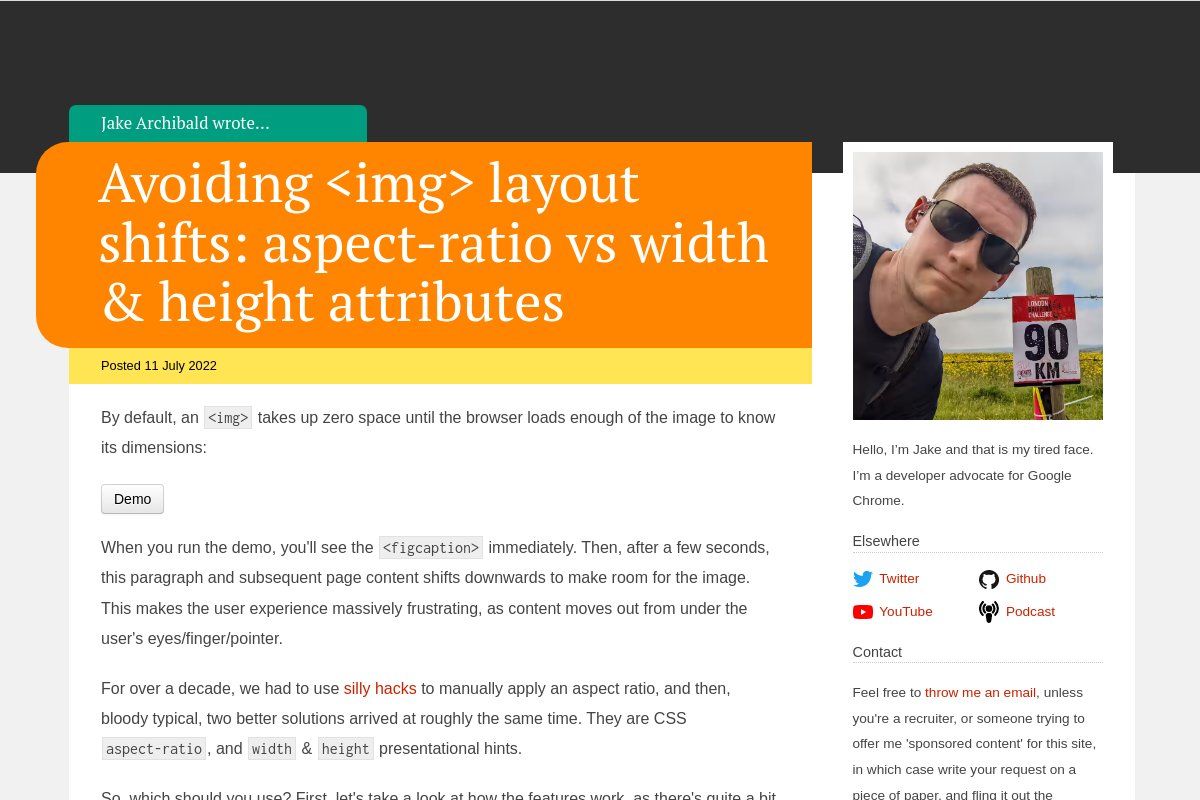 Jake Archibald wrote…
Avoiding <img> layout
shifts: aspect-ratio vs width
& height attributes
Posted 11 July 2022
By default, an <img> takes up zero space until the browser loads enough of the image to know
its dimensions:
Demo
When you run the demo, you'll see the <figcaption> immediately. Then, after a few seconds,
this paragraph and subsequent page content shifts downwards to make room for the image.
This makes the user experience massively frustrating, as content moves out from under the
user's eyes/finger/pointer.
For over a decade, we had to use silly hacks to manually apply an aspect ratio, and then,
bloody typical, two better solutions arrived at roughly the same time. They are CSS
aspect-ratio, and width & height presentational hints.
So, which should you use? First, let's take a look at how the features work, as there's quite a bit
LONDON
CHALLENGE
90
KM
Hello, I’m Jake and that is my tired face.
I’m a developer advocate for Google
Chrome.
Elsewhere
Twitter
Github
YouTube
Podcast
Contact
Feel free to throw me an email, unless
you're a recruiter, or someone trying to
offer me 'sponsored content' for this site,
in which case write your request on a
piece of paper, and fling it out the